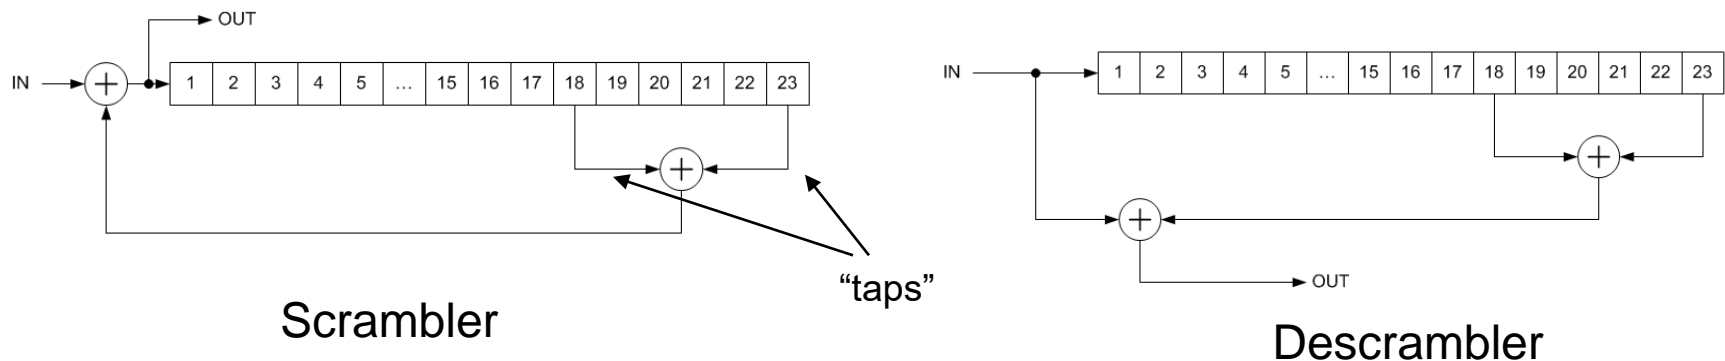 OUT
IN + 1 2 3 4 5 ... 15 16 17 18 19 20 21 22 23
+
"taps"
Scrambler
IN 1 2 3 4 5 ... 15 16 17 18 19 20 21 22 23
+
+
OUT
Descrambler